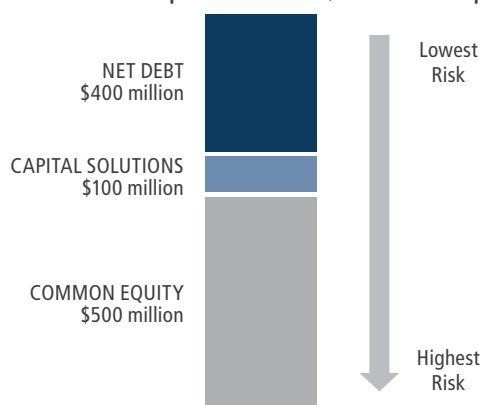 NET DEBT
$400 million
CAPITAL SOLUTIONS
$100 million
COMMON EQUITY
$500 million
Lowest
Risk
Highest
Risk